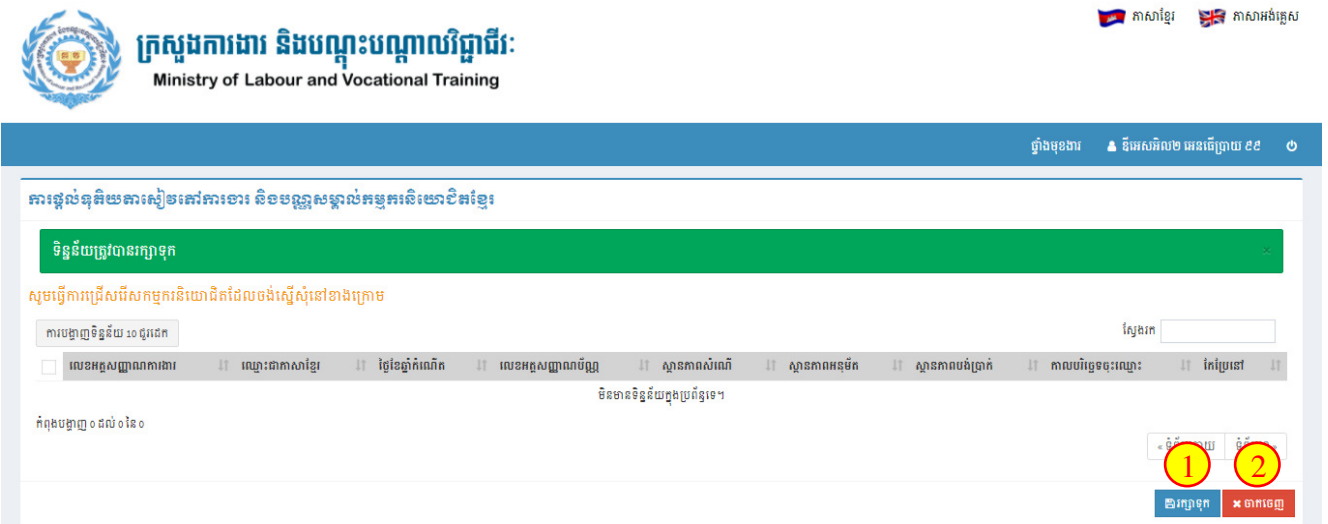 ភាសាខ្មែរ ភាសាអង់គ្លេស
ក្រសួងការងារ និងបណ្តុះបណ្តាលវិជ្ជាជីវៈ
Ministry of Labour and Vocational Training
ផ្ទាំងមុខងារ ឌីអេសអិល២ អេនធើប្រាយ ៩៩
ការផ្តល់ទុតិយតាសៀវភៅការងារ និងបណ្ណសម្គាល់កម្មករនិយោជិតខ្មែរ
ទិន្នន័យត្រូវបានរក្សាទុក ×
សូមធ្វើការជ្រើសរើសកម្មករនិយោជិតដែលចង់ស្នើសុំនៅខាងក្រោម
ការបង្ហាញទិន្នន័យ ១០ ជួរដេក ស្វែងរក
លេខអត្តសញ្ញាណការងារ ឈ្មោះជាភាសាខ្មែរ ថ្ងៃខែឆ្នាំកំណើត លេខអត្តសញ្ញាណប័ណ្ណ ស្ថានភាពសំណើ ស្ថានភាពអនុម័ត ស្ថានភាពបង់ប្រាក់ កាលបរិច្ឆេទចុះឈ្មោះ កែប្រែនៅ
មិនមានទិន្នន័យក្នុងប្រព័ន្ធទេ។
កំពុងបង្ហាញ ០ ដល់ ០ នៃ ០
1 2
រក្សាទុក ចាកចេញ